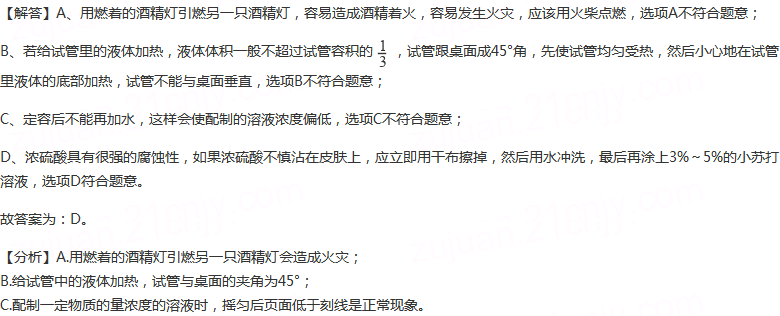 【解答】A、用燃着的酒精灯引燃另一只酒精灯，容易造成酒精着火，容易发生火灾，应该用火柴点燃，选项A不符合题意；
B、若给试管里的液体加热，液体体积一般不超过试管容积的 1/3 ，试管跟桌面成45°角，先使试管均匀受热，然后小心地在试管
里液体的底部加热，试管不能与桌面垂直，选项B不符合题意；
C、定容后不能再加水，这样会使配制的溶液浓度偏低，选项C不符合题意；
D、浓硫酸具有很强的腐蚀性，如果浓硫酸不慎沾在皮肤上，应立即用干布擦掉，然后用水冲洗，最后再涂上3%～5%的小苏打
溶液，选项D符合题意。
故答案为：D。
【分析】A.用燃着的酒精灯引燃另一只酒精灯会造成火灾；
B.给试管中的液体加热，试管与桌面的夹角为45°；
C.配制一定物质的量浓度的溶液时，摇匀后页面低于刻线是正常现象。